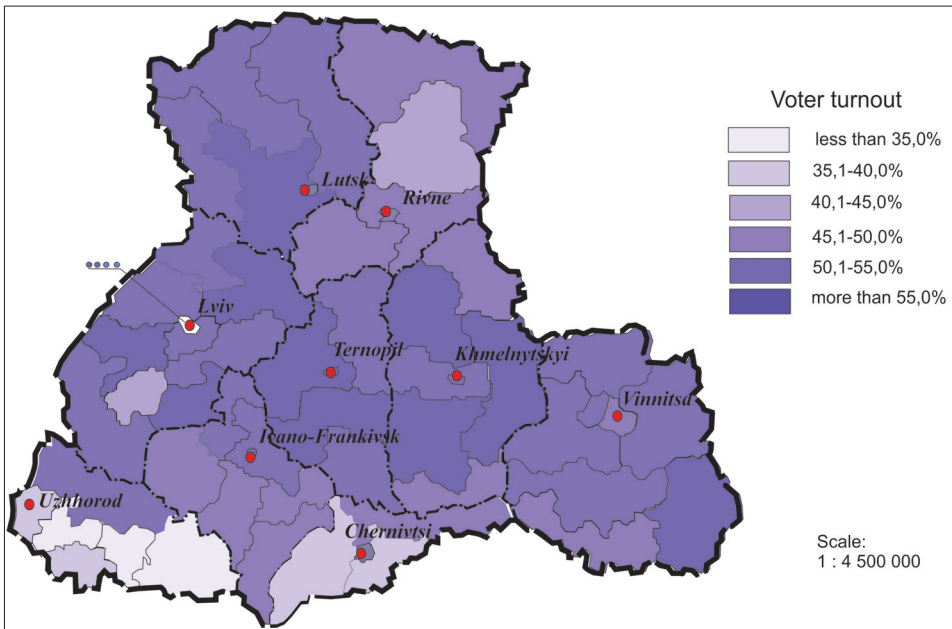 Voter turnout
less than 35,0%
35,1-40,0%
40,1-45,0%
45,1-50,0%
50,1-55,0%
more than 55,0%
Lutsk
Rivne
Lviv
Ternopil
Khmelnytskyi
Vinnitsa
Ivano-Frankivsk
Uzhhorod
Chernivtsi
Scale:
1 : 4 500 000